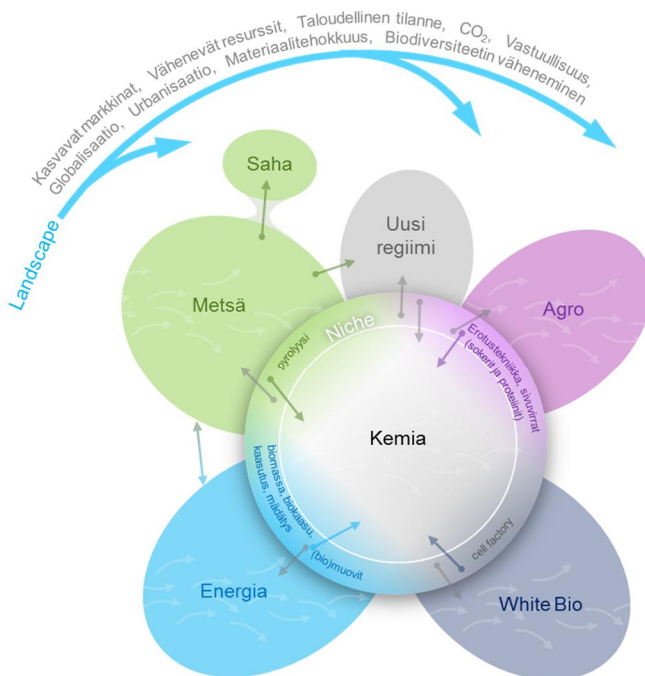 Kasvavat markkinat, Vähenevät resurssit, Taloudellinen tilanne, CO₂, Vastuullisuus,
Globalisaatio, Urbanisaatio, Materiaalitehokkuus, Biodiversiteetin väheneminen
Landscape
Saha
Uusi
regiimi
Metsä
Agro
Niche
pyrolyysi
Erotustekniikka, sivuvirrat
(sokerit ja proteiinit)
Kemia
biomassa, biokaasu,
kaasutus, mädätys
(bio)muovit
cell factory
Energia
White Bio